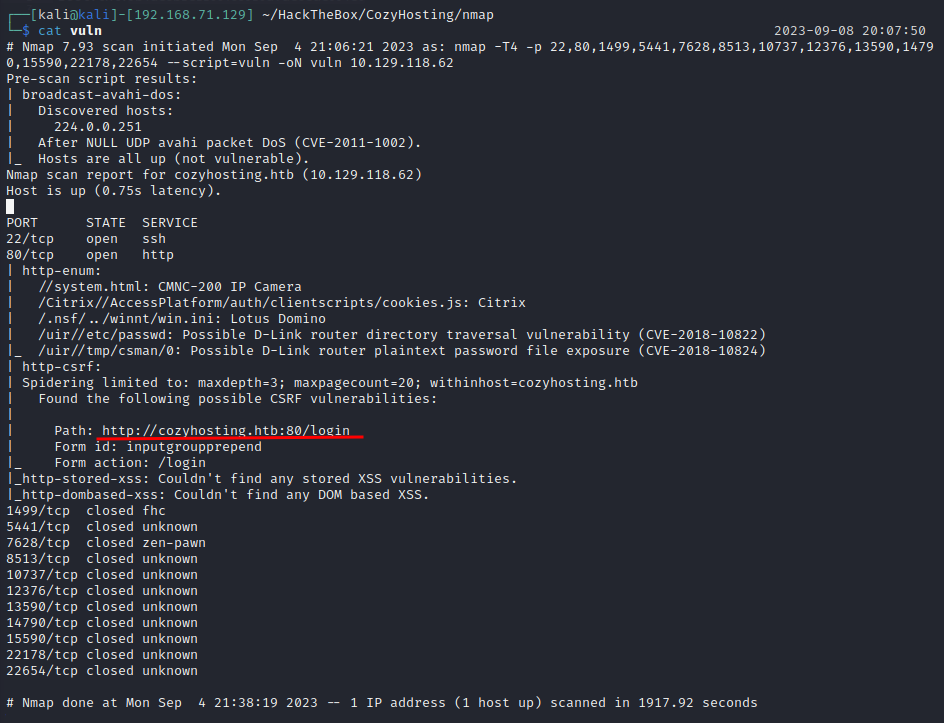 ┌──[kali@kali]-[192.168.71.129] ~/HackTheBox/CozyHosting/nmap
└─$ cat vuln 2023-09-08 20:07:50
# Nmap 7.93 scan initiated Mon Sep  4 21:06:21 2023 as: nmap -T4 -p 22,80,1499,5441,7628,8513,10737,12376,13590,1479
0,15590,22178,22654 --script=vuln -oN vuln 10.129.118.62
Pre-scan script results:
| broadcast-avahi-dos:
|   Discovered hosts:
|     224.0.0.251
|   After NULL UDP avahi packet DoS (CVE-2011-1002).
|_  Hosts are all up (not vulnerable).
Nmap scan report for cozyhosting.htb (10.129.118.62)
Host is up (0.75s latency).
PORT      STATE  SERVICE
22/tcp    open   ssh
80/tcp    open   http
| http-enum:
|   //system.html: CMNC-200 IP Camera
|   /Citrix//AccessPlatform/auth/clientscripts/cookies.js: Citrix
|   /.nsf/../winnt/win.ini: Lotus Domino
|   /uir//etc/passwd: Possible D-Link router directory traversal vulnerability (CVE-2018-10822)
|_  /uir//tmp/csman/0: Possible D-Link router plaintext password file exposure (CVE-2018-10824)
| http-csrf:
| Spidering limited to: maxdepth=3; maxpagecount=20; withinhost=cozyhosting.htb
|   Found the following possible CSRF vulnerabilities:
|
|     Path: http://cozyhosting.htb:80/login
|     Form id: inputgroupprepend
|_    Form action: /login
|_http-stored-xss: Couldn't find any stored XSS vulnerabilities.
|_http-dombased-xss: Couldn't find any DOM based XSS.
1499/tcp  closed fhc
5441/tcp  closed unknown
7628/tcp  closed zen-pawn
8513/tcp  closed unknown
10737/tcp closed unknown
12376/tcp closed unknown
13590/tcp closed unknown
14790/tcp closed unknown
15590/tcp closed unknown
22178/tcp closed unknown
22654/tcp closed unknown
# Nmap done at Mon Sep  4 21:38:19 2023 -- 1 IP address (1 host up) scanned in 1917.92 seconds